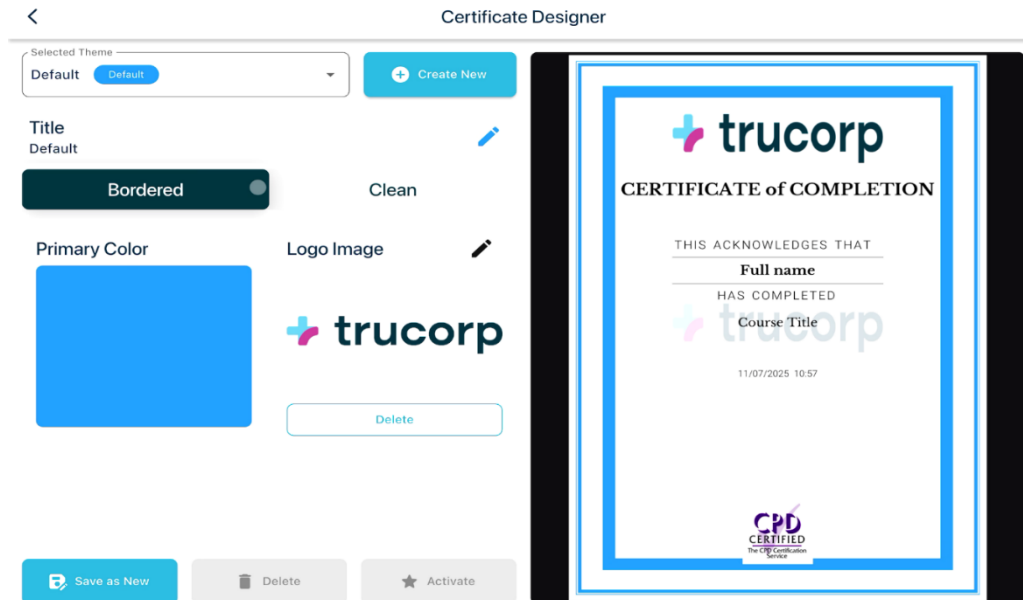 Certificate Designer
Selected Theme
Default Default
Create New
Title
Default
Bordered
Clean
Primary Color
Logo Image
trucorp
Delete
Save as New
Delete
Activate
trucorp
CERTIFICATE of COMPLETION
THIS ACKNOWLEDGES THAT
Full name
HAS COMPLETED
trucorp
Course Title
11/07/2025 10:57
CPD
CERTIFIED
The CPD Certification
Service